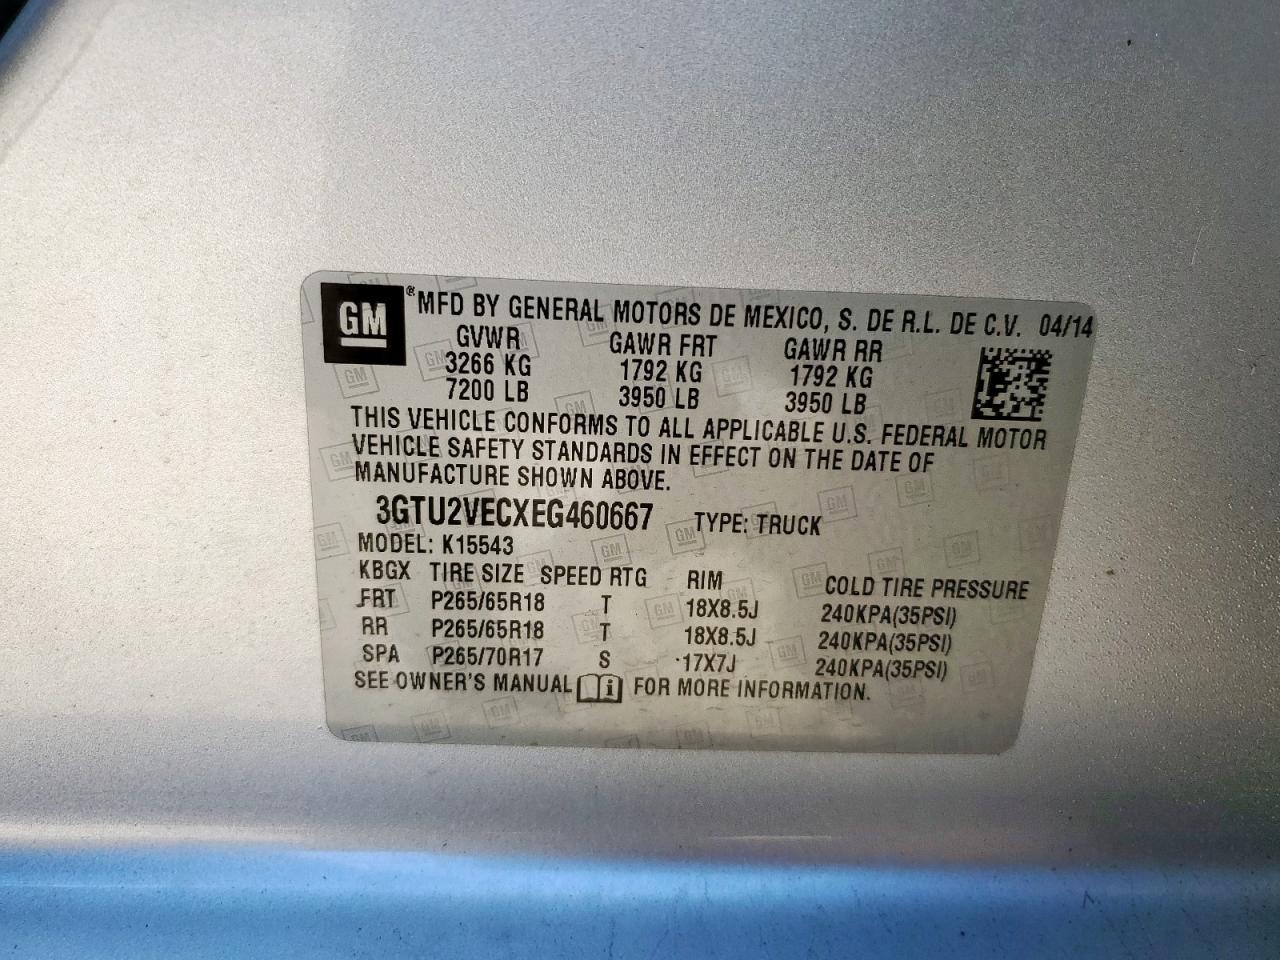 GM ® MFD BY GENERAL MOTORS DE MEXICO, S. DE R.L. DE C.V. 04/14
GVWR GAWR FRT GAWR RR
3266 KG 1792 KG 1792 KG
7200 LB 3950 LB 3950 LB
THIS VEHICLE CONFORMS TO ALL APPLICABLE U.S. FEDERAL MOTOR
VEHICLE SAFETY STANDARDS IN EFFECT ON THE DATE OF
MANUFACTURE SHOWN ABOVE.
3GTU2VECXEG460667 TYPE: TRUCK
MODEL: K15543
KBGX TIRE SIZE SPEED RTG RIM COLD TIRE PRESSURE
FRT P265/65R18 T 18X8.5J 240KPA(35PSI)
RR P265/65R18 T 18X8.5J 240KPA(35PSI)
SPA P265/70R17 S 17X7J 240KPA(35PSI)
SEE OWNER'S MANUAL i FOR MORE INFORMATION.